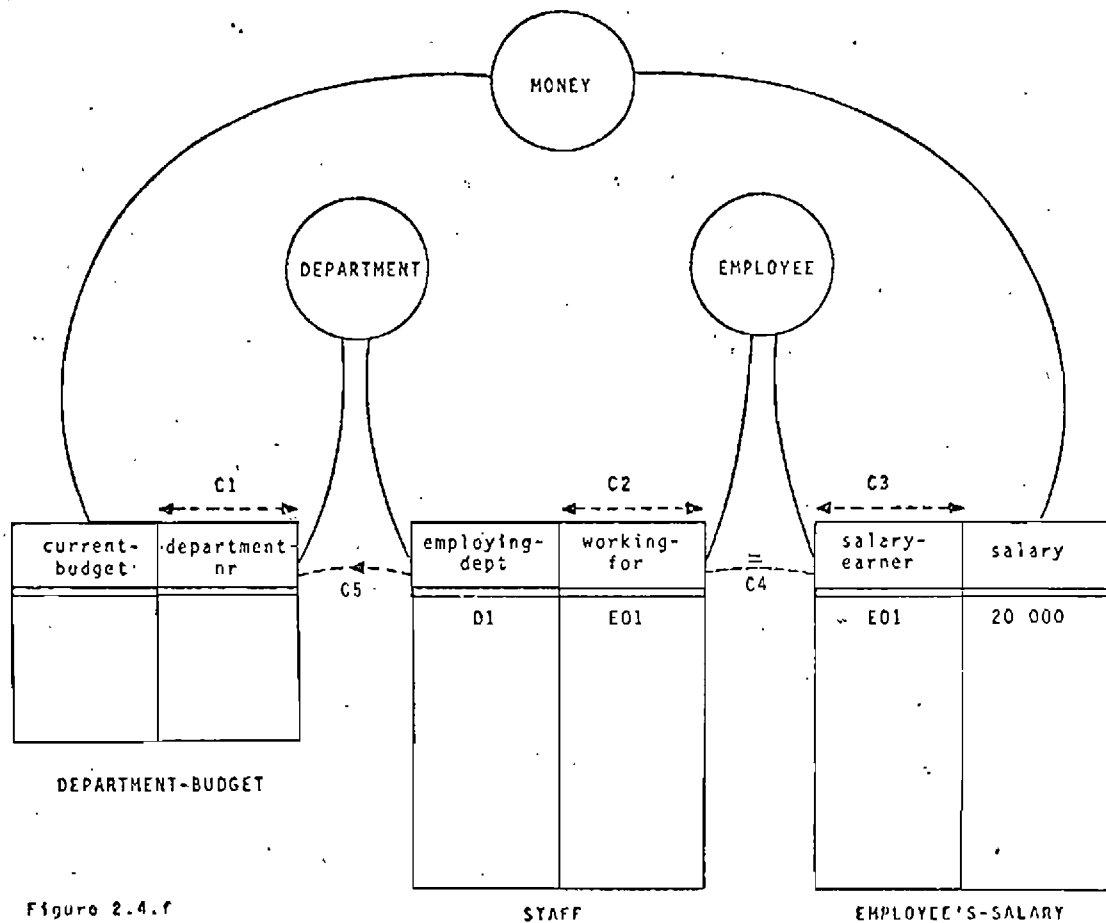 MONEY
DEPARTMENT
EMPLOYEE
C1
C2
C3
current-
budget
department-
nr
employing-
dept
working-
for
salary-
earner
salary
C5
=
C4
D1
E01
E01
20 000
DEPARTMENT-BUDGET
Figure 2.4.f
STAFF
EMPLOYEE'S-SALARY